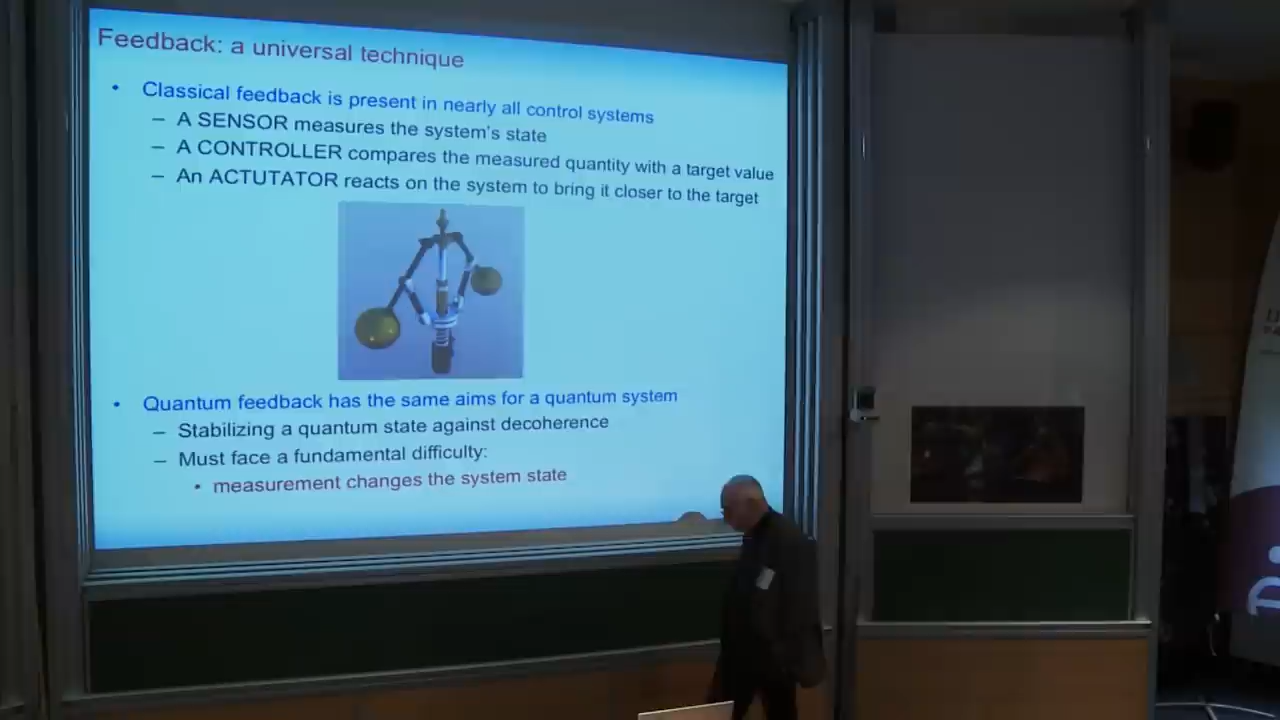 Feedback: a universal technique
• Classical feedback is present in nearly all control systems
– A SENSOR measures the system's state
– A CONTROLLER compares the measured quantity with a target value
– An ACTUTATOR reacts on the system to bring it closer to the target
• Quantum feedback has the same aims for a quantum system
– Stabilizing a quantum state against decoherence
– Must face a fundamental difficulty:
• measurement changes the system state